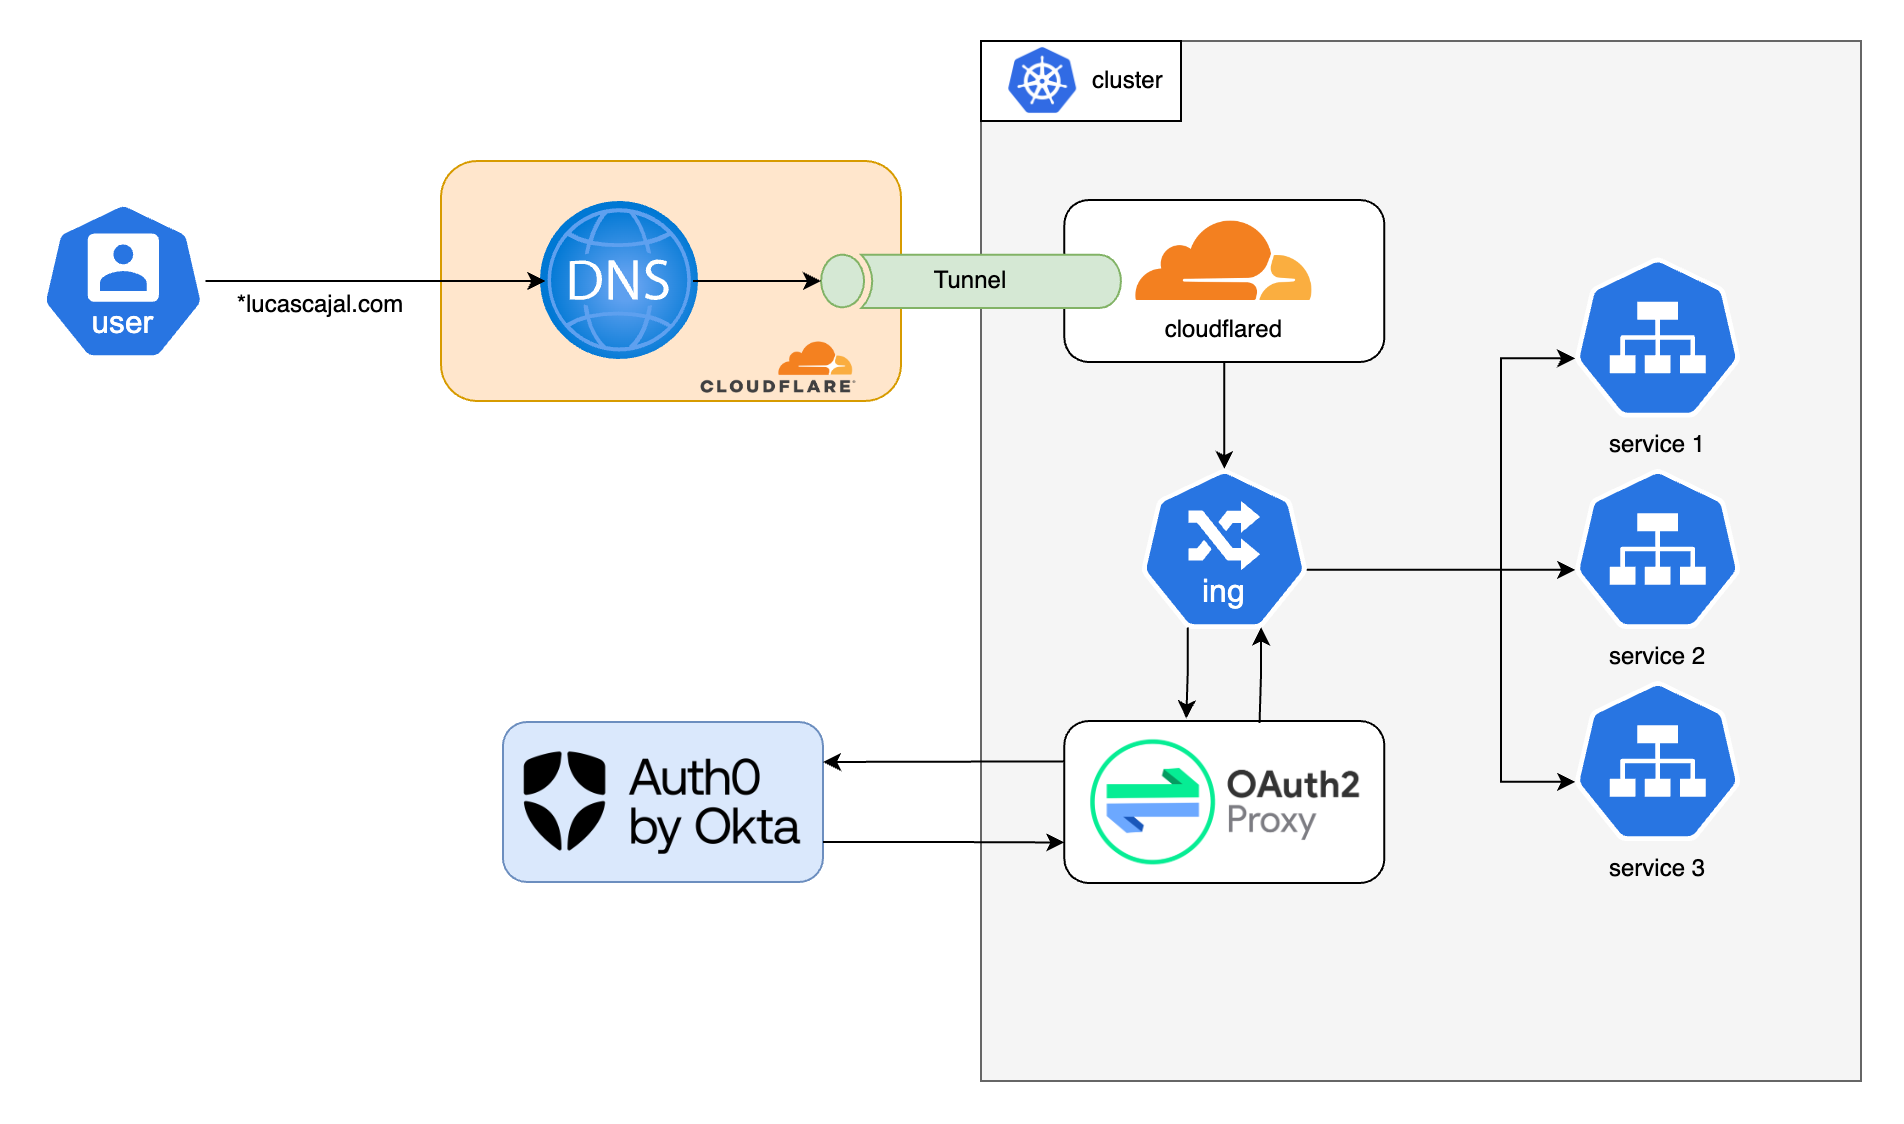 cluster
user
*lucascajal.com
DNS
CLOUDFLARE
Tunnel
cloudflared
ing
service 1
service 2
service 3
Auth0
by Okta
OAuth2
Proxy